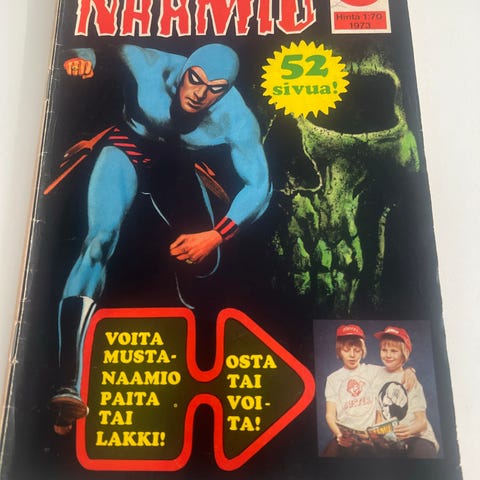 NAAMIO
Hinta 1:70
1973
52
sivua!
VOITA
MUSTA-
NAAMIO
PAITA
TAI
LAKKI!
OSTA
TAI
VOI-
TA!